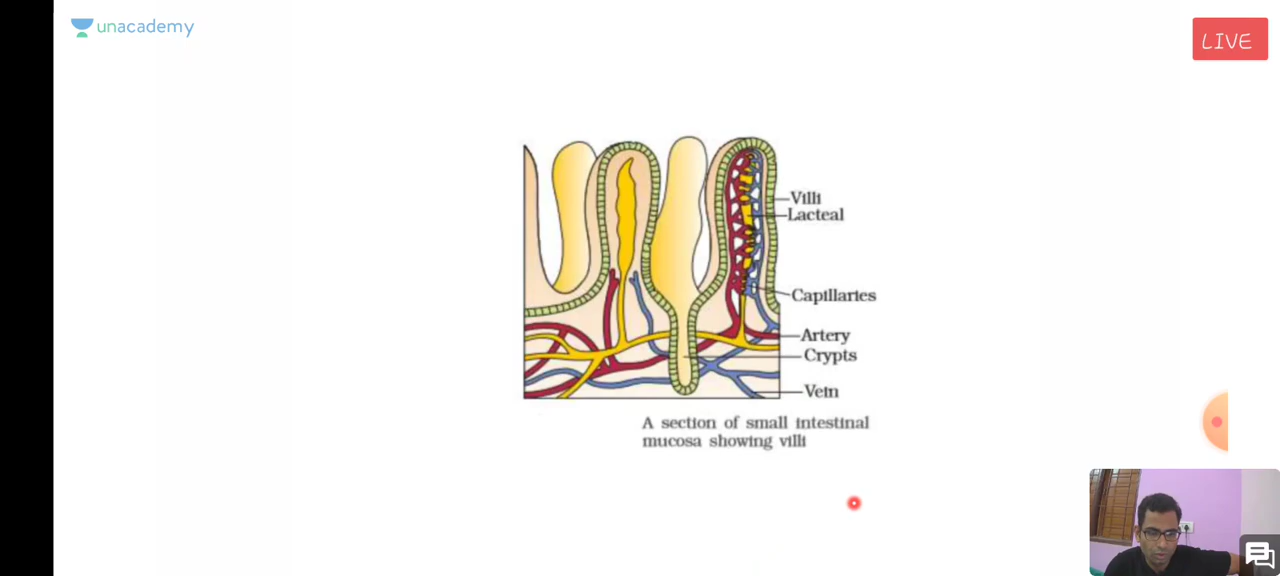 unacademy
LIVE
Villi
Lacteal
Capillaries
Artery
Crypts
Vein
A section of small intestinal
mucosa showing villi